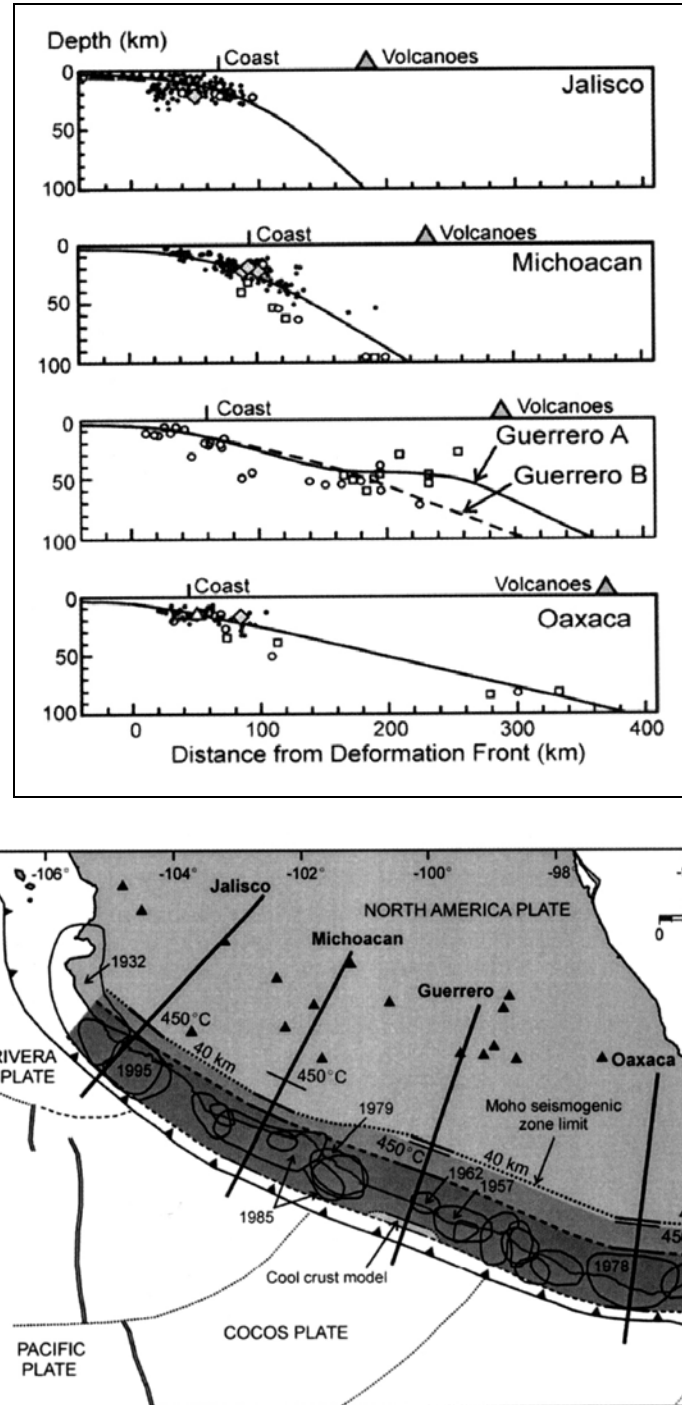 Depth (km)
Coast
Volcanoes
0
50
100
Jalisco
Coast
Volcanoes
0
50
100
Michoacan
Coast
Volcanoes
0
50
100
Guerrero A
Guerrero B
Coast
Volcanoes
0
50
100
Oaxaca
0 100 200 300 400
Distance from Deformation Front (km)
-106° -104° -102° -100° -98°
Jalisco
NORTH AMERICA PLATE
Michoacan
1932
Guerrero
450°C
40 km
Oaxaca
RIVERA
PLATE
1995
450°C
1979
Moho seismogenic
zone limit
450°C
40 km
1962
1957
1985
1978
Cool crust model
COCOS PLATE
PACIFIC
PLATE
0